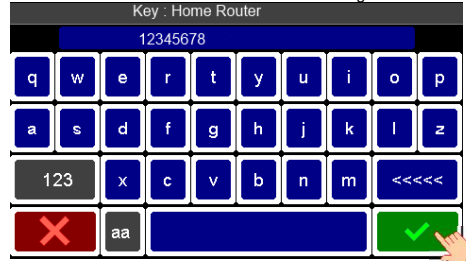 Key : Home Router
12345678
q w e r t y u i o p
a s d f g h j k l z
123 x c v b n m <<<<<
aa